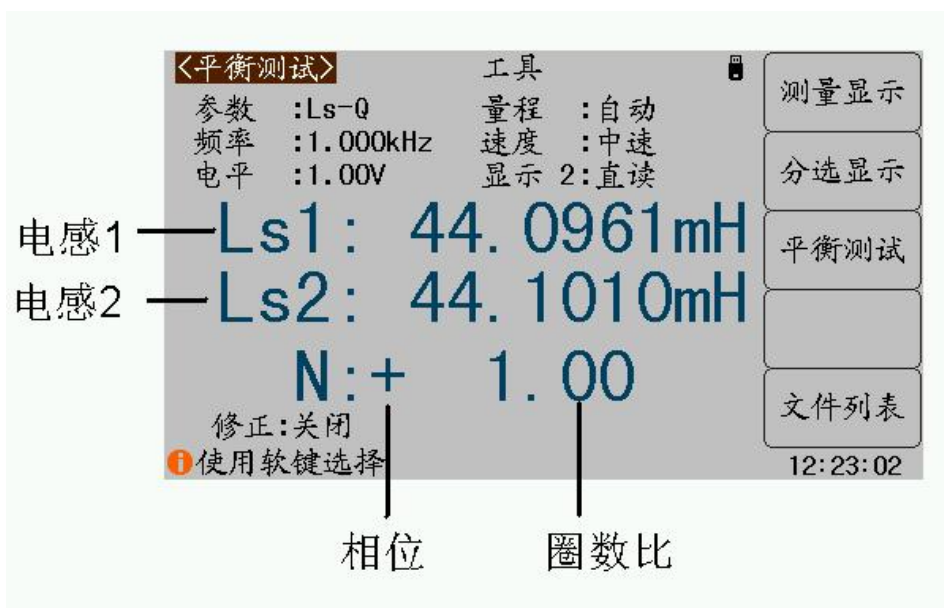 <平衡测试> 工具
参数 :Ls-Q 量程 :自动
频率 :1.000kHz 速度 :中速
电平 :1.00V 显示 2:直读
电感1 Ls1: 44.0961mH
电感2 Ls2: 44.1010mH
N:+ 1.00
修正:关闭
使用软键选择
测量显示
分选显示
平衡测试
文件列表
12:23:02
相位 圈数比